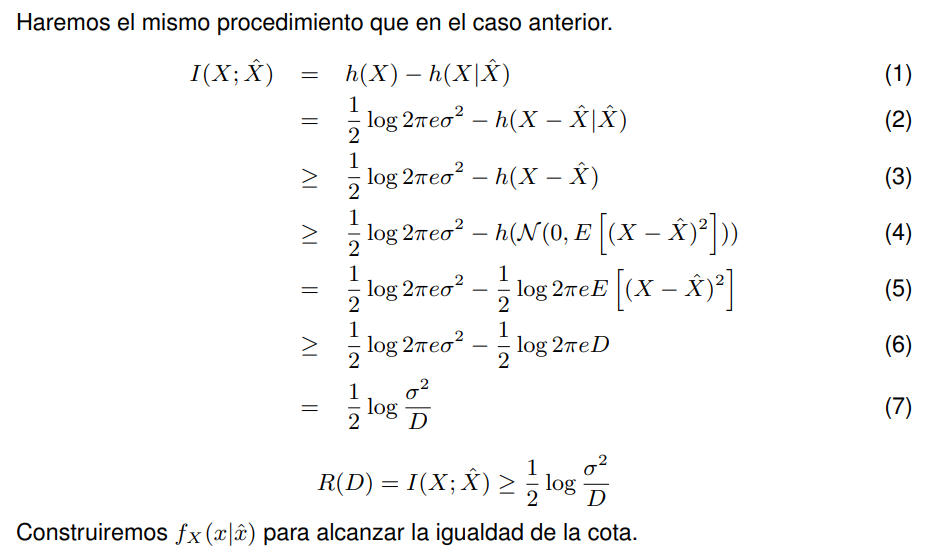 Haremos el mismo procedimiento que en el caso anterior.
$I(X;\hat{X}) = h(X) - h(X|\hat{X})$ (1)
$= \frac{1}{2} \log 2\pi e\sigma^2 - h(X - \hat{X}|\hat{X})$ (2)
$\geq \frac{1}{2} \log 2\pi e\sigma^2 - h(X - \hat{X})$ (3)
$\geq \frac{1}{2} \log 2\pi e\sigma^2 - h(\mathcal{N}(0, E\left[(X - \hat{X})^2\right]))$ (4)
$= \frac{1}{2} \log 2\pi e\sigma^2 - \frac{1}{2} \log 2\pi e E\left[(X - \hat{X})^2\right]$ (5)
$\geq \frac{1}{2} \log 2\pi e\sigma^2 - \frac{1}{2} \log 2\pi e D$ (6)
$= \frac{1}{2} \log \frac{\sigma^2}{D}$ (7)
$R(D) = I(X;\hat{X}) \geq \frac{1}{2} \log \frac{\sigma^2}{D}$
Construiremos $f_X(x|\hat{x})$ para alcanzar la igualdad de la cota.